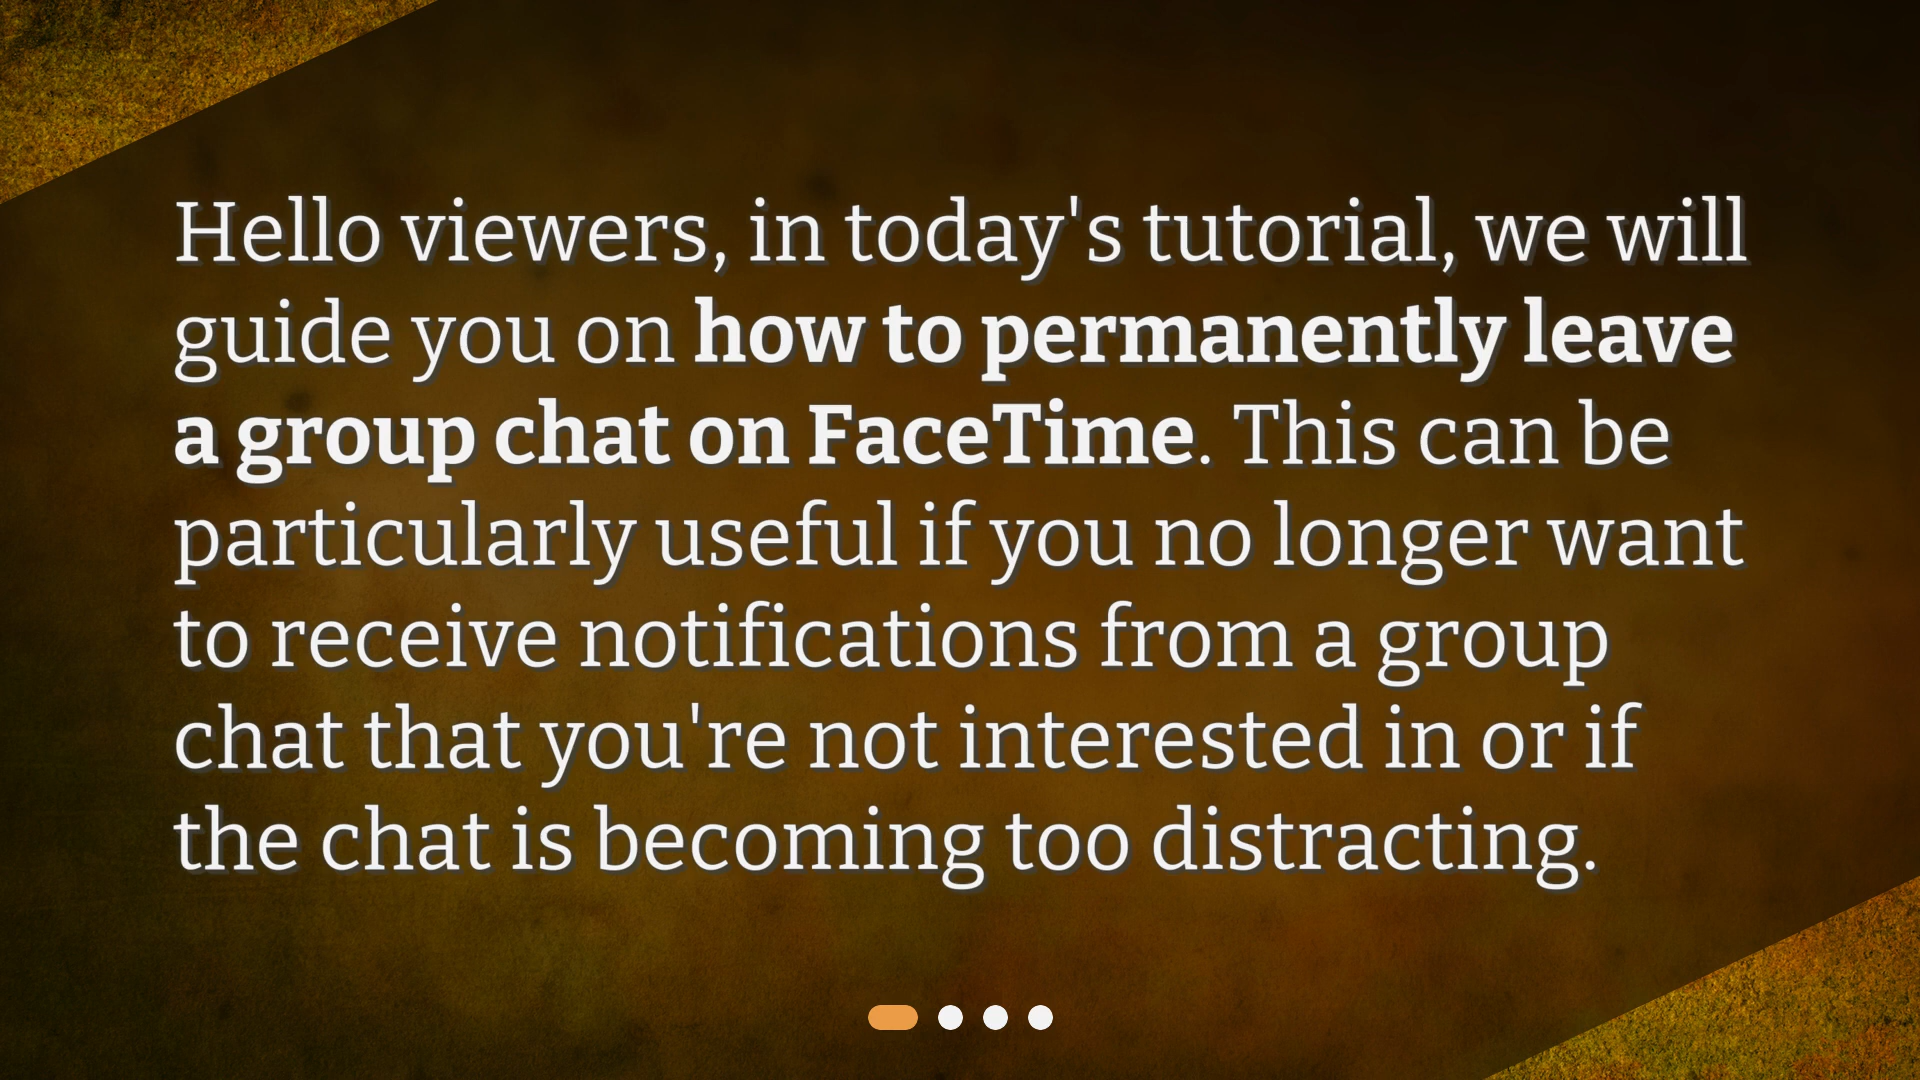 Hello viewers, in today's tutorial, we will
guide you on how to permanently leave
a group chat on FaceTime. This can be
particularly useful if you no longer want
to receive notifications from a group
chat that you're not interested in or if
the chat is becoming too distracting.